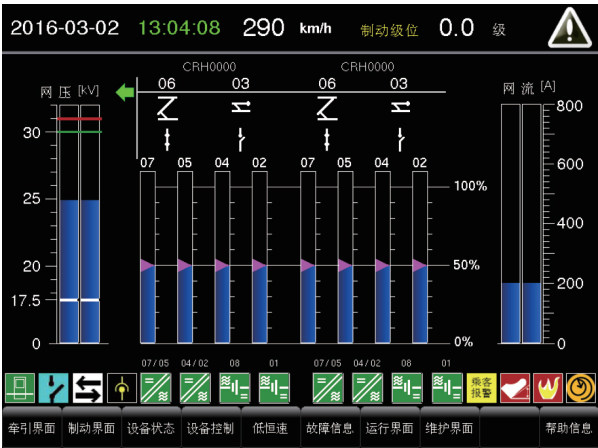 2016-03-02 13:04:08 290 km/h 制动级位 0.0 级
CRH0000 CRH0000
网压 [kV] 06 03 06 03 网流 [A]
07 05 04 02 07 05 04 02
30
25
20
17.5
0
100%
50%
0%
800
600
400
200
0
07/05 04/02 08 01 07/05 04/02 08 01
乘客
报警
牵引界面 制动界面 设备状态 设备控制 低恒速 故障信息 运行界面 维护界面 帮助信息